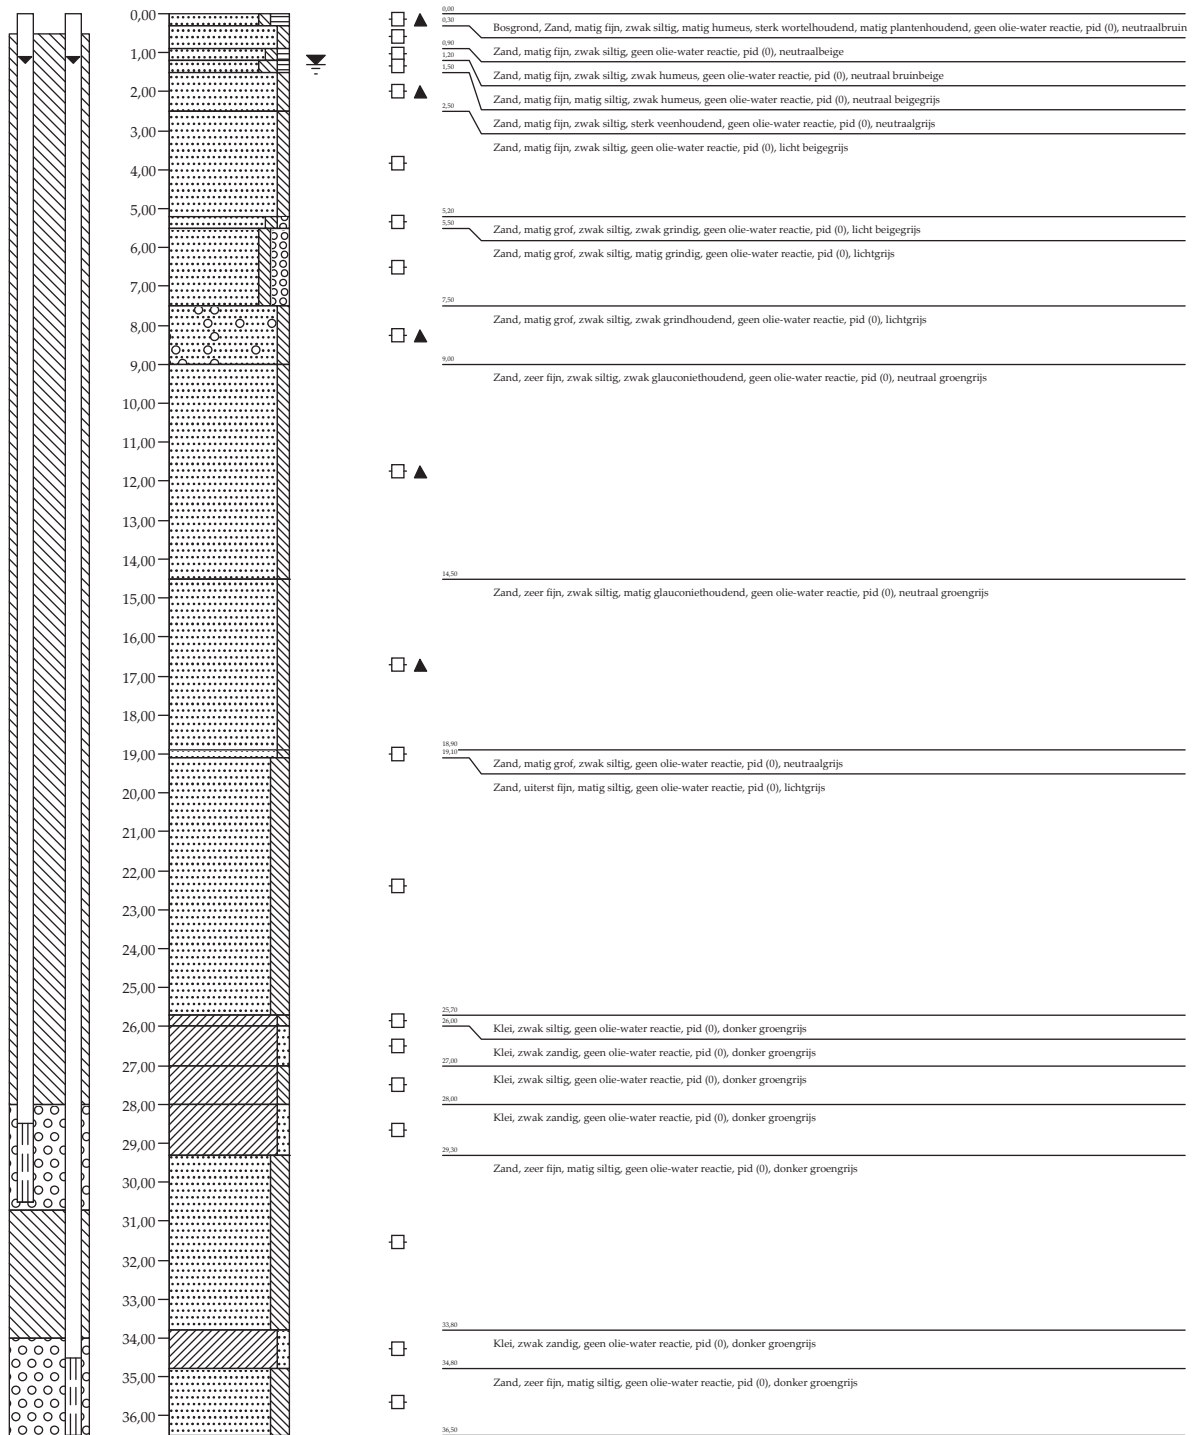 0,00
1,00
2,00
3,00
4,00
5,00
6,00
7,00
8,00
9,00
10,00
11,00
12,00
13,00
14,00
15,00
16,00
17,00
18,00
19,00
20,00
21,00
22,00
23,00
24,00
25,00
26,00
27,00
28,00
29,00
30,00
31,00
32,00
33,00
34,00
35,00
36,00
0,00
0,30
Bosgrond, Zand, matig fijn, zwak siltig, matig humeus, sterk wortelhoudend, matig plantenhoudend, geen olie-water reactie, pid (0), neutraalbruin
0,90
Zand, matig fijn, zwak siltig, geen olie-water reactie, pid (0), neutraalbeige
1,20
1,50
Zand, matig fijn, zwak siltig, zwak humeus, geen olie-water reactie, pid (0), neutraal bruinbeige
Zand, matig fijn, matig siltig, zwak humeus, geen olie-water reactie, pid (0), neutraal beigegrijs
2,50
Zand, matig fijn, zwak siltig, sterk veenhoudend, geen olie-water reactie, pid (0), neutraalgrijs
Zand, matig fijn, zwak siltig, geen olie-water reactie, pid (0), licht beigegrijs
5,20
5,50
Zand, matig grof, zwak siltig, zwak grindig, geen olie-water reactie, pid (0), licht beigegrijs
Zand, matig grof, zwak siltig, matig grindig, geen olie-water reactie, pid (0), lichtgrijs
7,50
Zand, matig grof, zwak siltig, zwak grindhoudend, geen olie-water reactie, pid (0), lichtgrijs
9,00
Zand, zeer fijn, zwak siltig, zwak glauconiethoudend, geen olie-water reactie, pid (0), neutraal groengrijs
14,50
Zand, zeer fijn, zwak siltig, matig glauconiethoudend, geen olie-water reactie, pid (0), neutraal groengrijs
18,90
19,10
Zand, matig grof, zwak siltig, geen olie-water reactie, pid (0), neutraalgrijs
Zand, uiterst fijn, matig siltig, geen olie-water reactie, pid (0), lichtgrijs
25,70
26,00
Klei, zwak siltig, geen olie-water reactie, pid (0), donker groengrijs
Klei, zwak zandig, geen olie-water reactie, pid (0), donker groengrijs
27,00
Klei, zwak siltig, geen olie-water reactie, pid (0), donker groengrijs
28,00
Klei, zwak zandig, geen olie-water reactie, pid (0), donker groengrijs
29,30
Zand, zeer fijn, matig siltig, geen olie-water reactie, pid (0), donker groengrijs
33,80
Klei, zwak zandig, geen olie-water reactie, pid (0), donker groengrijs
34,80
Zand, zeer fijn, matig siltig, geen olie-water reactie, pid (0), donker groengrijs
36,50